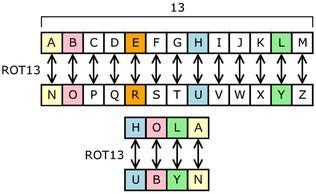 13
A B C D E F G H I J K L M
ROT13
N O P Q R S T U V W X Y Z
H O L A
ROT13
U B Y N